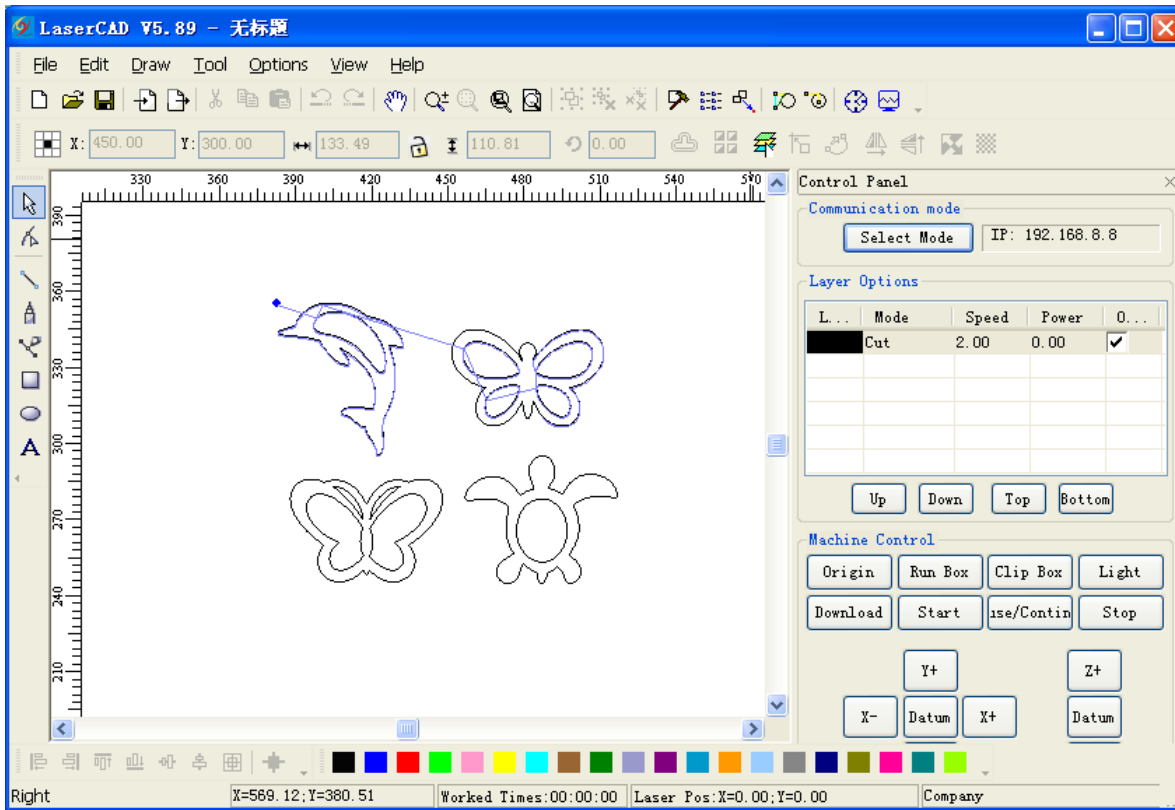 LaserCAD V5.89 - 无标题
File Edit Draw Tool Options View Help
X: 450.00 Y: 300.00 133.49 110.81 0.00
330 360 390 420 450 480 510 540 570
390
360
330
300
270
240
210
A
Control Panel
Communication mode
Select Mode IP: 192.168.8.8
Layer Options
L... Mode Speed Power O...
Cut 2.00 0.00
Up Down Top Bottom
Machine Control
Origin Run Box Clip Box Light
Download Start use/Contin Stop
Y+ Z+
X- Datum X+ Datum
Right X=569.12;Y=380.51 Worked Times:00:00:00 Laser Pos:X=0.00;Y=0.00 Company